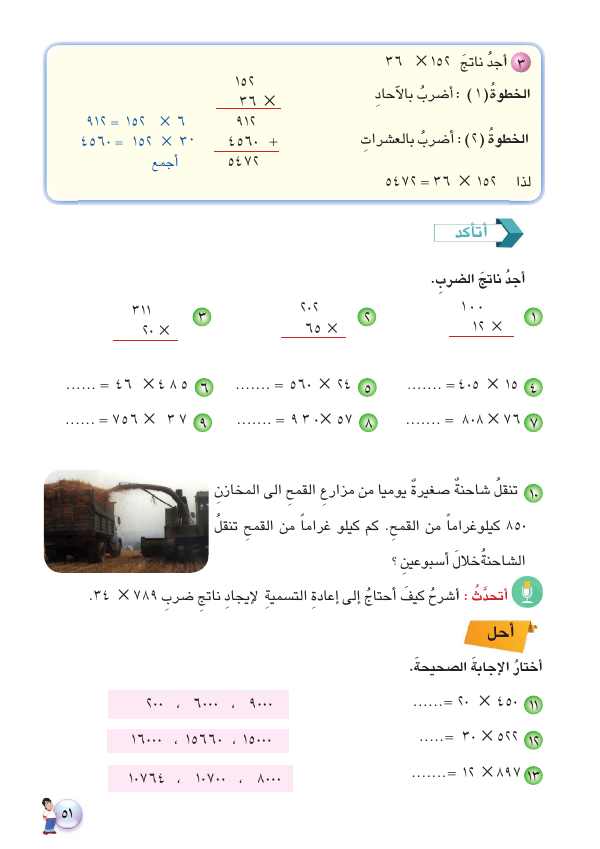 ٣ أجدُ ناتجَ ١٥٢ × ٣٦
الخطوةُ (١) : أضربُ بالآحادِ
١٥٢
× ٣٦
٩١٢
٦ × ١٥٢ = ٩١٢
الخطوةُ (٢) : أضربُ بالعشراتِ
+ ٤٥٦٠
٣٠ × ١٥٢ = ٤٥٦٠
٥٤٧٢
أجمع
لذا ١٥٢ × ٣٦ = ٥٤٧٢
أتأكد
أجدُ ناتجَ الضربِ.
١ ١٠٠
× ١٢
٢ ٢٠٢
× ٦٥
٣ ٣١١
× ٢٠
٤ ١٥ × ٤٠٥ = .......
٥ ٢٤ × ٥٦٠ = .......
٦ ٤٨٥ × ٤٦ = ......
٧ ٧٦ × ٨٠٨ = .......
٨ ٥٧ × ٩٣٠ = .......
٩ ٣٧ × ٧٥٦ = ......
١٠ تنقلُ شاحنةٌ صغيرةٌ يوميا من مزارعِ القمحِ الى المخازنِ
٨٥٠ كيلوغراماً من القمحِ. كم كيلو غراماً من القمحِ تنقلُ
الشاحنةُ خلالَ أسبوعينِ ؟
أتحدَّثُ : أشرحُ كيفَ أحتاجُ إلى إعادةِ التسميةِ لإيجادِ ناتجِ ضربِ ٧٨٩ × ٣٤.
أحل
أختارُ الإجابةَ الصحيحةَ.
١١ ٤٥٠ × ٢٠ = ......
٩٠٠٠ ، ٦٠٠٠ ، ٢٠٠
١٢ ٥٢٢ × ٣٠ = .....
١٥٠٠٠ ، ١٥٦٦٠ ، ١٦٠٠٠
١٣ ٨٩٧ × ١٢ = .......
٨٠٠٠ ، ١٠٧٠٠ ، ١٠٧٦٤
٥١